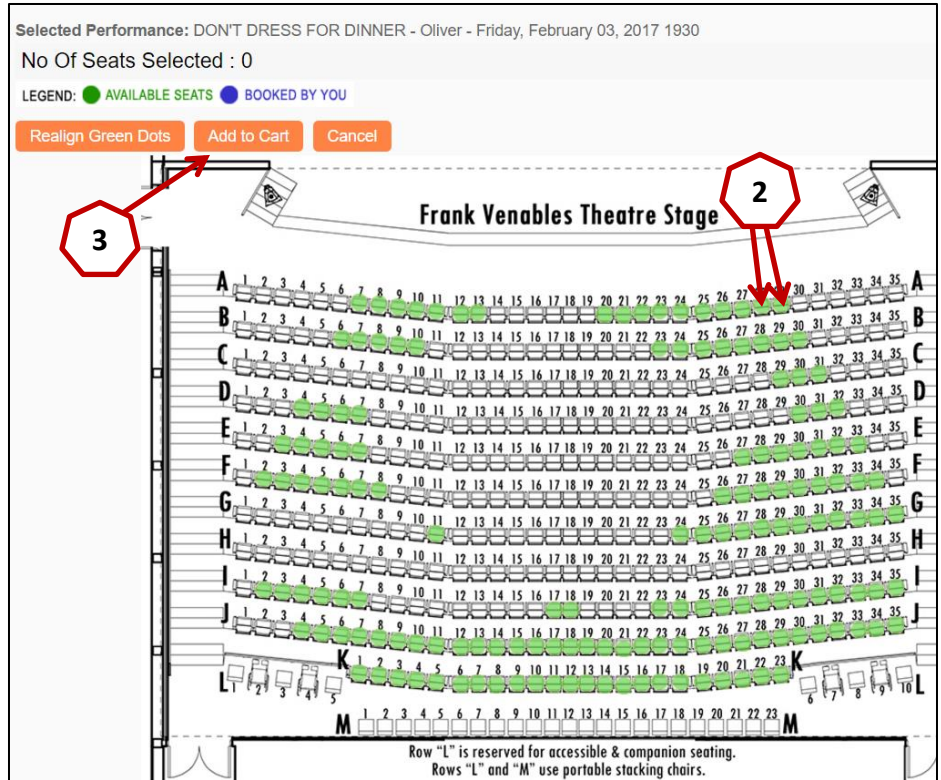 Selected Performance: DON'T DRESS FOR DINNER - Oliver - Friday, February 03, 2017 1930
No Of Seats Selected : 0
LEGEND: AVAILABLE SEATS BOOKED BY YOU
Realign Green Dots Add to Cart Cancel
2
3
Frank Venables Theatre Stage
A 1 2 3 4 5 6 7 8 9 10 11 12 13 14 15 16 17 18 19 20 21 22 23 24 25 26 27 30 31 32 33 34 35 A
B 1 2 3 4 5 6 7 8 9 10 11 12 13 14 15 16 17 18 19 20 21 22 23 24 25 26 27 28 29 30 31 32 33 34 35 B
C 1 2 3 4 5 6 7 8 9 10 11 12 13 14 15 16 17 18 19 20 21 22 23 24 25 26 27 28 29 30 31 32 33 34 35 C
D 1 2 3 4 5 6 7 8 9 10 11 12 13 14 15 16 17 18 19 20 21 22 23 24 25 26 27 28 29 30 31 32 33 34 35 D
E 1 2 3 4 5 6 7 8 9 10 11 12 13 14 15 16 17 18 19 20 21 22 23 24 25 26 27 28 29 30 31 32 33 34 35 E
F 1 2 3 4 5 6 7 8 9 10 11 12 13 14 15 16 17 18 19 20 21 22 23 24 25 26 27 28 29 30 31 32 33 34 35 F
G 1 2 3 4 5 6 7 8 9 10 11 12 13 14 15 16 17 18 19 20 21 22 23 24 25 26 27 28 29 30 31 32 33 34 35 G
H 1 2 3 4 5 6 7 8 9 10 11 12 13 14 15 16 17 18 19 20 21 22 23 24 25 26 27 28 29 30 31 32 33 34 35 H
I 1 2 3 4 5 6 7 8 9 10 11 12 13 14 15 16 17 18 19 20 21 22 23 24 25 26 27 28 29 30 31 32 33 34 35 I
J 1 2 3 4 5 6 7 8 9 10 11 12 13 14 15 16 17 18 19 20 21 22 23 24 25 26 27 28 29 30 31 32 33 34 35 J
K 1 2 3 4 5 6 7 8 9 10 11 12 13 14 15 16 17 18 19 20 21 22 23 K
L 1 2 3 4 5 6 7 8 9 10 L
M 1 2 3 4 5 6 7 8 9 10 11 12 13 14 15 16 17 18 19 20 21 22 23 M
Row “L” is reserved for accessible & companion seating.
Rows “L” and “M” use portable stacking chairs.